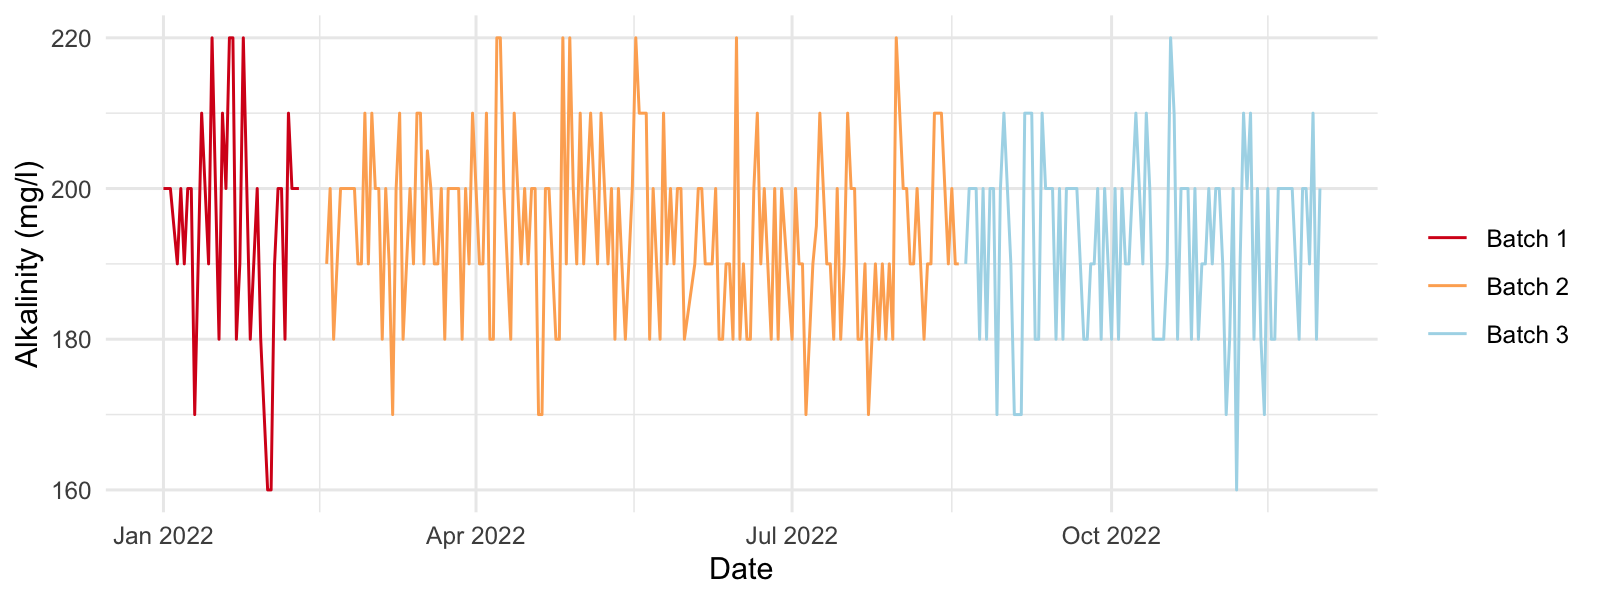 220
200
180
160
Alkalinity (mg/l)
Jan 2022
Apr 2022
Jul 2022
Oct 2022
Date
Batch 1
Batch 2
Batch 3